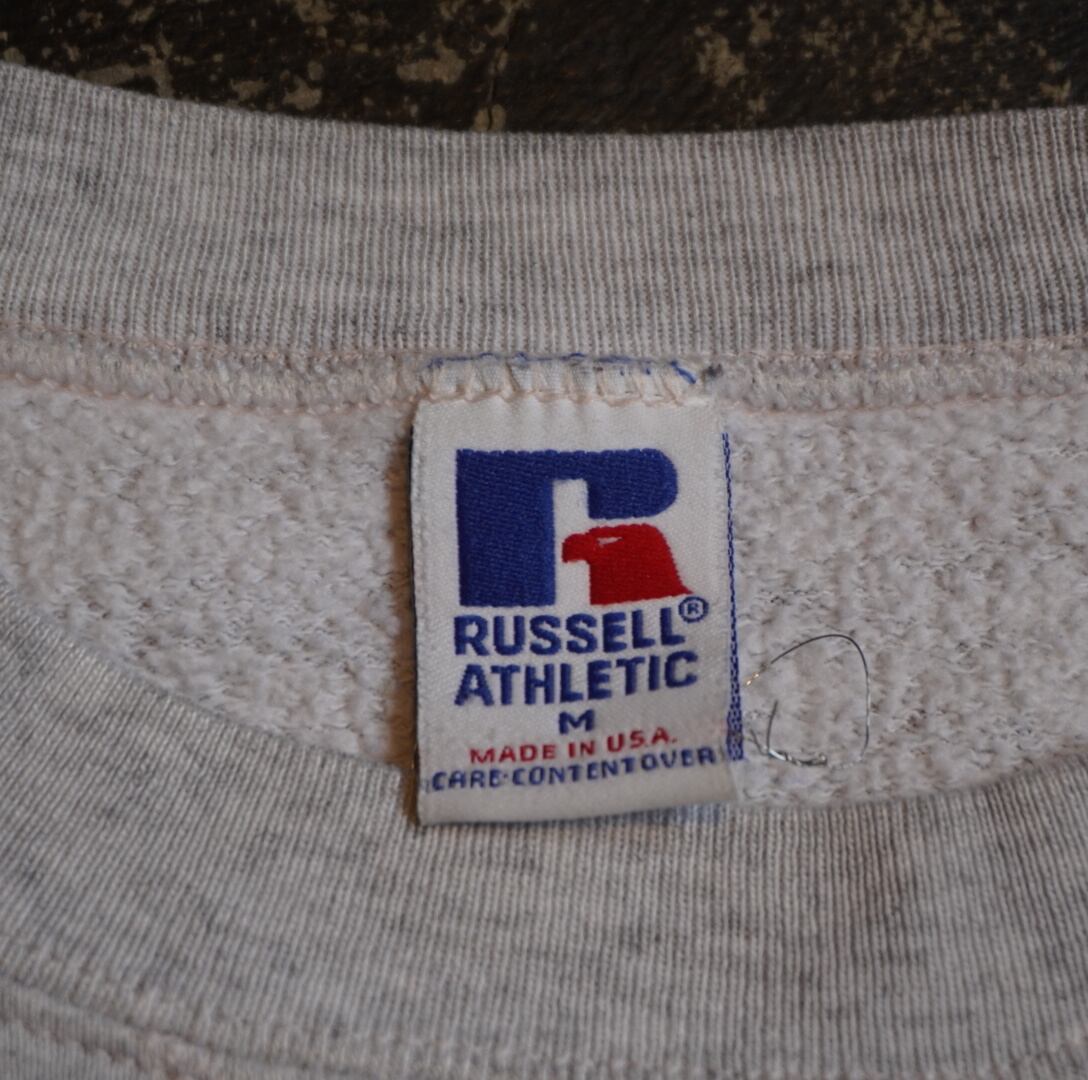 R
RUSSELL®
ATHLETIC
M
MADE IN U.S.A.
CARE·CONTENT OVER